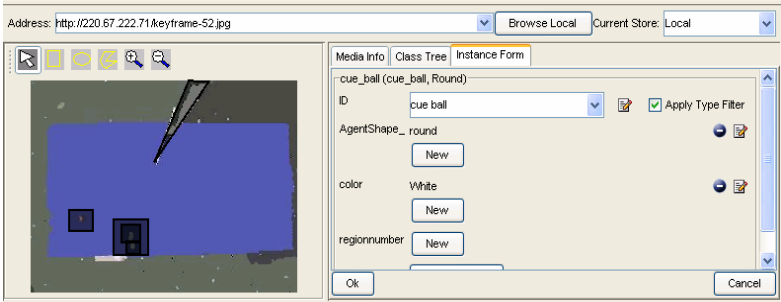 Address: http://220.67.222.71/keyframe-52.jpg Browse Local Current Store: Local
Media Info Class Tree Instance Form
cue_ball (cue_ball, Round)
ID cue ball Apply Type Filter
AgentShape_ round
New
color White
New
regionnumber New
Ok Cancel